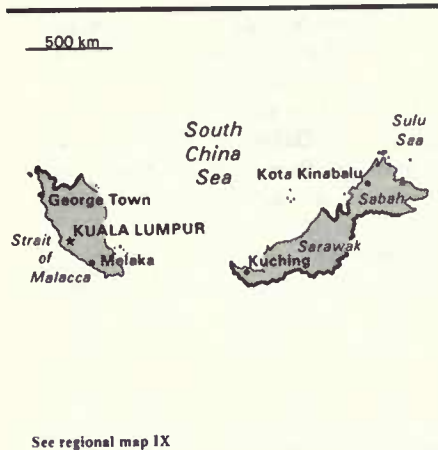 500 km
South
China
Sea
Sulu
Saa
Kota Kinabalu
Sabah
George Town
KUALA LUMPUR
Strait
of
Malacca
Melaka
Sarawak
Kuching
See regional map IX